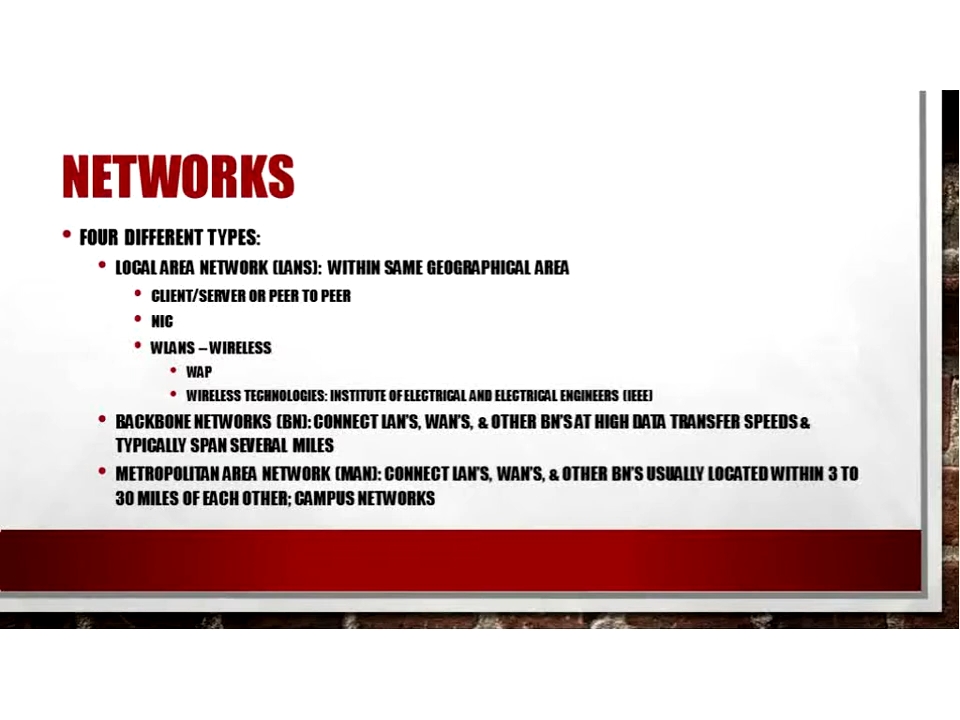 NETWORKS
• FOUR DIFFERENT TYPES:
• LOCAL AREA NETWORK (LANS): WITHIN SAME GEOGRAPHICAL AREA
• CLIENT/SERVER OR PEER TO PEER
• NIC
• WLANS – WIRELESS
• WAP
• WIRELESS TECHNOLOGIES: INSTITUTE OF ELECTRICAL AND ELECTRICAL ENGINEERS (IEEE)
• BACKBONE NETWORKS (BN): CONNECT LAN'S, WAN'S, & OTHER BN'S AT HIGH DATA TRANSFER SPEEDS &
TYPICALLY SPAN SEVERAL MILES
• METROPOLITAN AREA NETWORK (MAN): CONNECT LAN'S, WAN'S, & OTHER BN'S USUALLY LOCATED WITHIN 3 TO
30 MILES OF EACH OTHER; CAMPUS NETWORKS